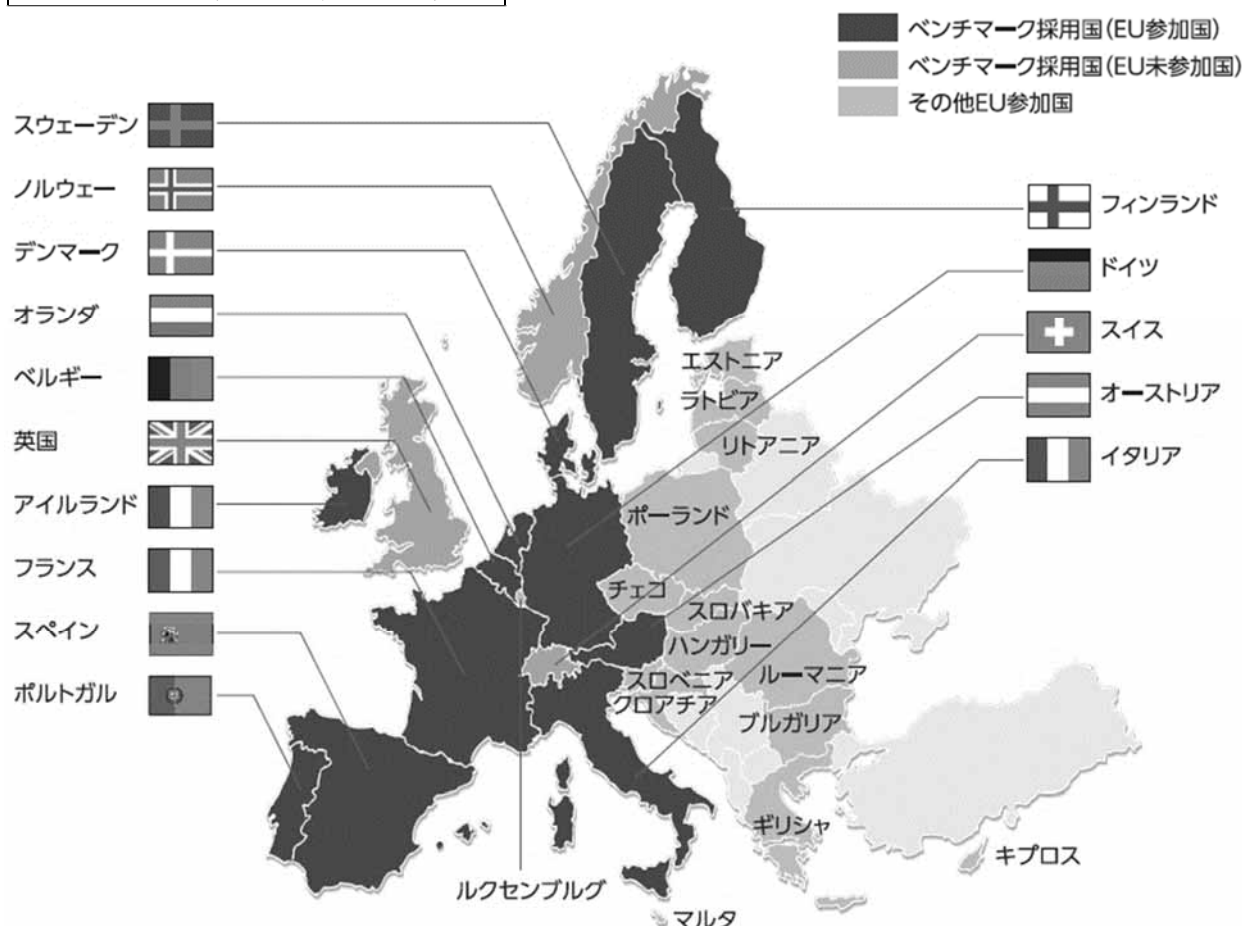 ベンチマーク採用国(EU参加国)
ベンチマーク採用国(EU未参加国)
その他EU参加国
スウェーデン
ノルウェー
デンマーク
オランダ
ベルギー
英国
アイルランド
フランス
スペイン
ポルトガル
フィンランド
ドイツ
スイス
オーストリア
イタリア
エストニア
ラトビア
リトアニア
ポーランド
チェコ
スロバキア
ハンガリー
ルーマニア
スロベニア
クロアチア
ブルガリア
ギリシャ
キプロス
ルクセンブルグ
マルタ